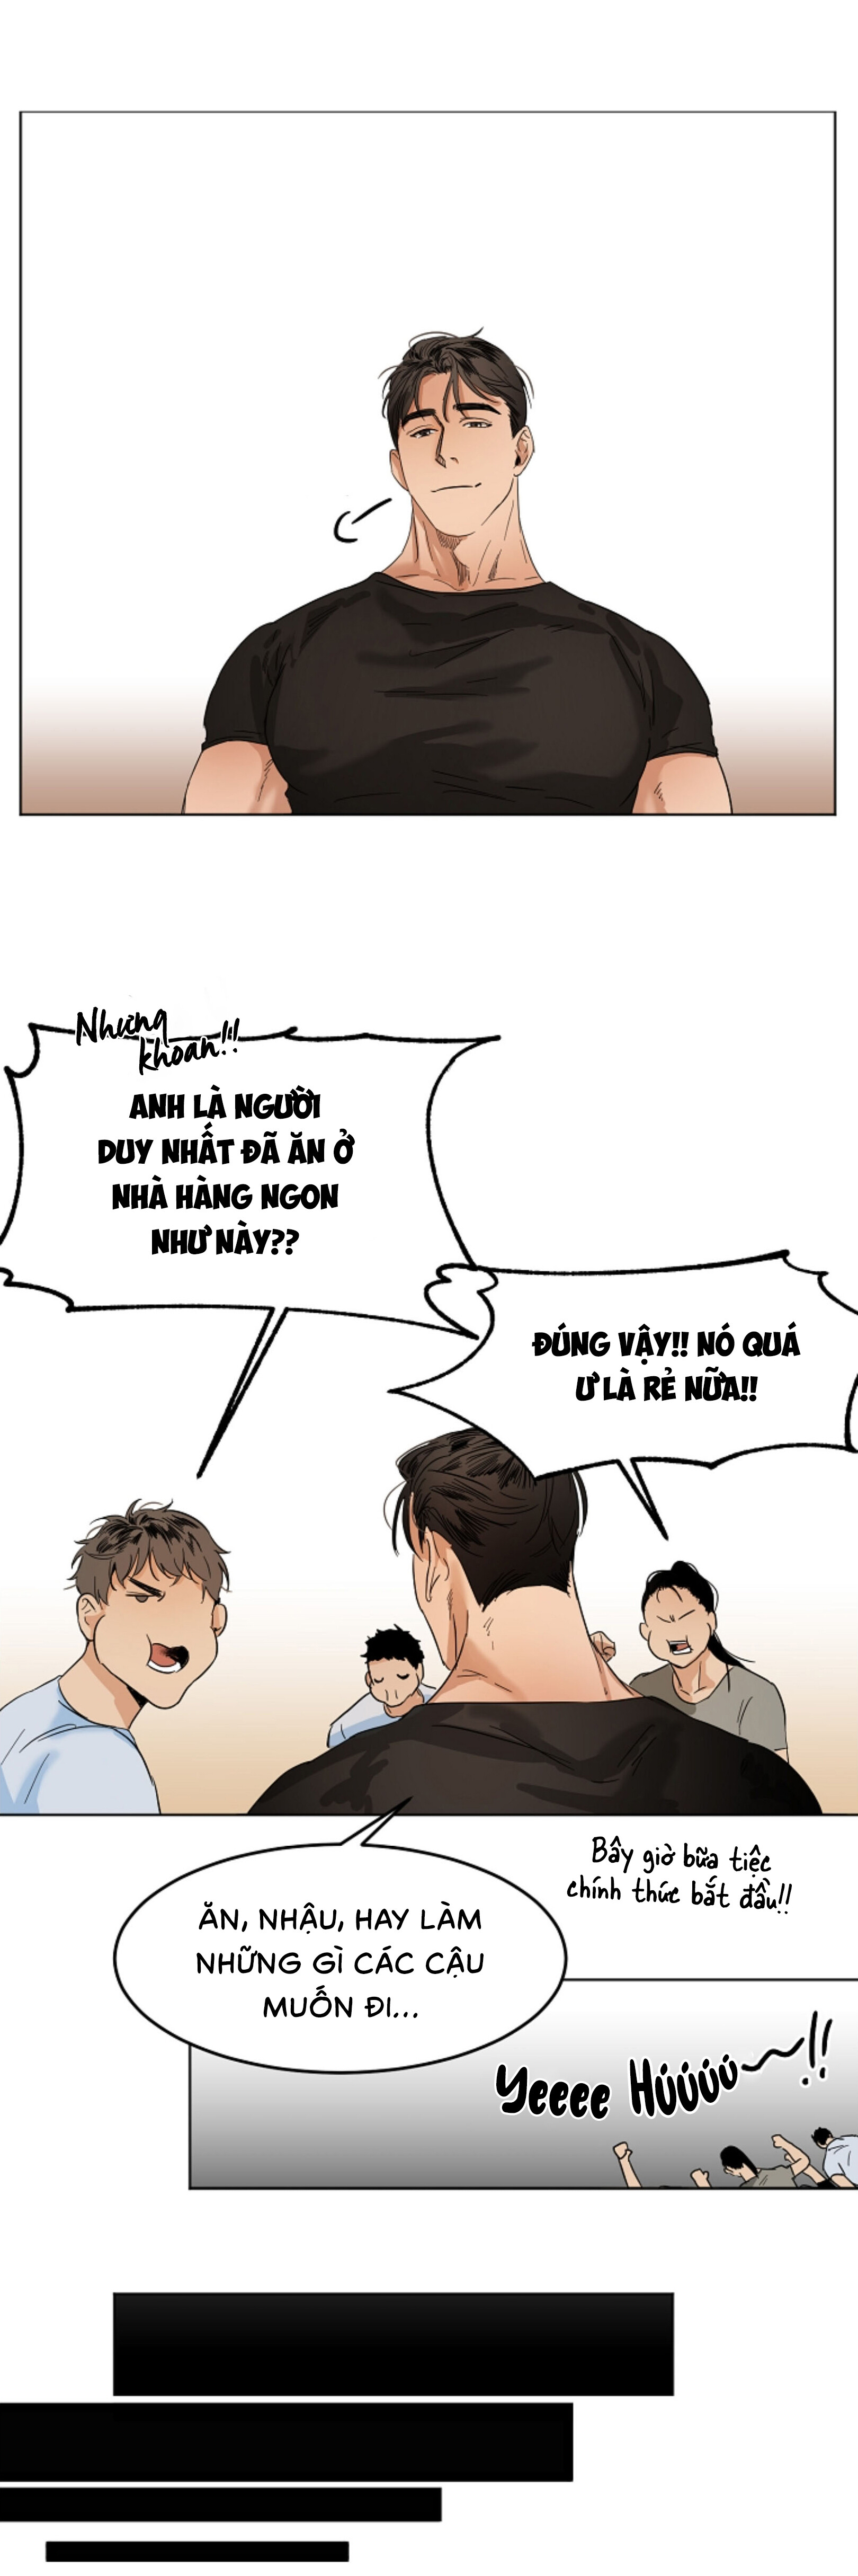 Nhưng
khoan!!
ANH LÀ NGƯỜI
DUY NHẤT ĐÃ ĂN Ở
NHÀ HÀNG NGON
NHƯ NÀY??
ĐÚNG VẬY!! NÓ QUÁ
Ư LÀ RẺ NỮA!!
Bây giờ bữa tiệc
chính thức bắt đầu!!
ĂN, NHẬU, HAY LÀM
NHỮNG GÌ CÁC CẬU
MUỐN ĐI...
Yeeee Húúúú~!!